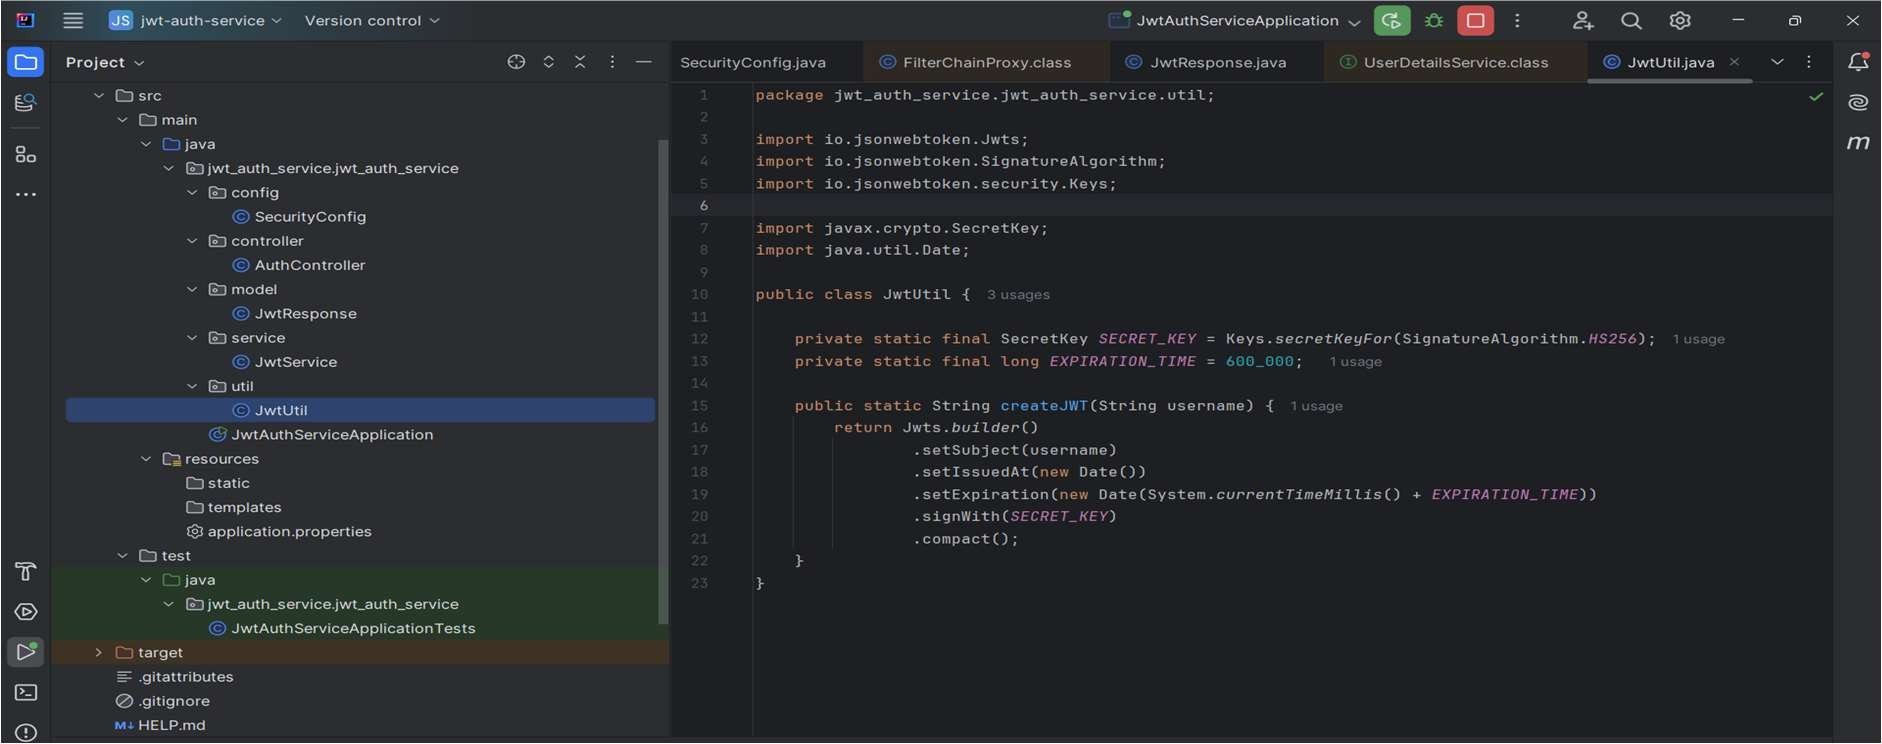 JS jwt-auth-service Version control JwtAuthServiceApplication
Project
SecurityConfig.java FilterChainProxy.class JwtResponse.java UserDetailsService.class JwtUtil.java
src
main
java
jwt_auth_service.jwt_auth_service
config
SecurityConfig
controller
AuthController
model
JwtResponse
service
JwtService
util
JwtUtil
JwtAuthServiceApplication
resources
static
templates
application.properties
test
java
jwt_auth_service.jwt_auth_service
JwtAuthServiceApplicationTests
target
.gitattributes
.gitignore
M↓ HELP.md
1 package jwt_auth_service.jwt_auth_service.util;
2
3 import io.jsonwebtoken.Jwts;
4 import io.jsonwebtoken.SignatureAlgorithm;
5 import io.jsonwebtoken.security.Keys;
6
7 import javax.crypto.SecretKey;
8 import java.util.Date;
9
10 public class JwtUtil { 3 usages
11
12 private static final SecretKey SECRET_KEY = Keys.secretKeyFor(SignatureAlgorithm.HS256); 1 usage
13 private static final long EXPIRATION_TIME = 600_000; 1 usage
14
15 public static String createJWT(String username) { 1 usage
16 return Jwts.builder()
17 .setSubject(username)
18 .setIssuedAt(new Date())
19 .setExpiration(new Date(System.currentTimeMillis() + EXPIRATION_TIME))
20 .signWith(SECRET_KEY)
21 .compact();
22 }
23 }
m